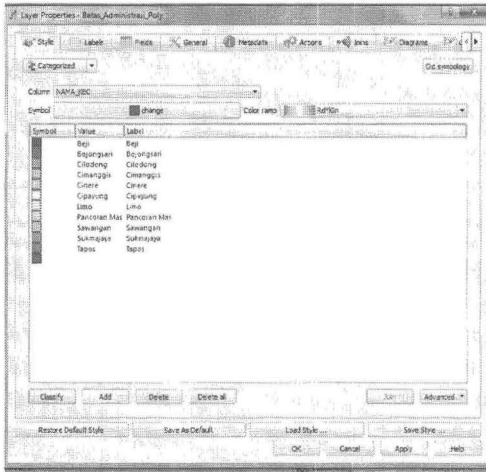 Layer Properties - Batas_Administrasi_Poly
Style Labels Fields General Metadata Actions Joins Diagrams
Categorized Old symbology
Column NAMA_KEC
Symbol change Color ramp RdYlGn
Symbol Value Label
Beji Beji
Bojongsari Bojongsari
Ciledeng Ciledeng
Cimanggis Cimanggis
Cinere Cinere
Cipayung Cipayung
Limo Limo
Pancoran Mas Pancoran Mas
Sawangan Sawangan
Sukmajaya Sukmajaya
Tapos Tapos
Classify Add Delete Delete all Join Advanced
Restore Default Style Save As Default Load Style ... Save Style ...
OK Cancel Apply Help